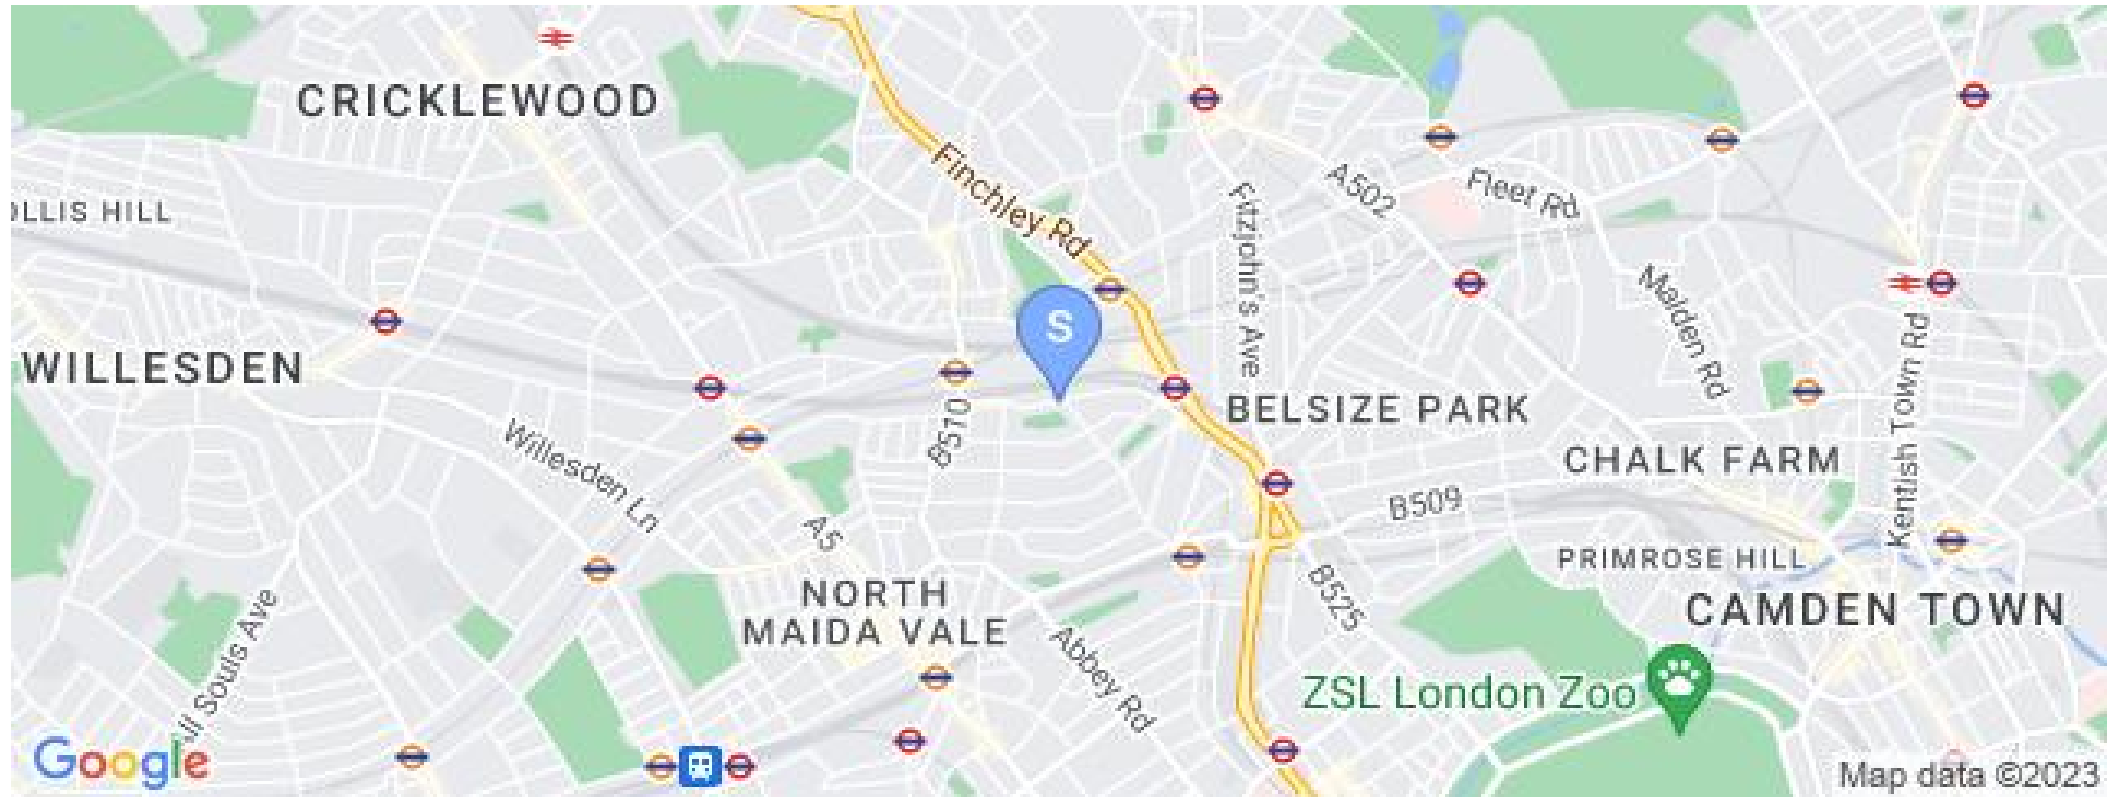 CRICKLEWOOD
Finchley Rd
A502
Fleet Rd
OLLIS HILL
Fitzjohn's Ave
Malden Rd
S
Kentish Town Rd
WILLESDEN
B510
BELSIZE PARK
Willesden Ln
CHALK FARM
B509
A5
PRIMROSE HILL
NORTH
MAIDA VALE
B525
CAMDEN TOWN
Abbey Rd
ll Souls Ave
ZSL London Zoo
Google
Map data ©2023